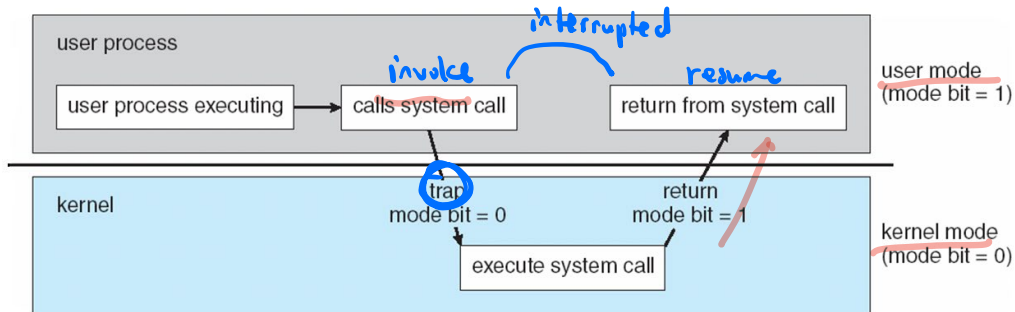 interrupted
user process
invoke
resume
user mode
(mode bit = 1)
user process executing
calls system call
return from system call
trap
mode bit = 0
return
mode bit = 1
kernel
kernel mode
(mode bit = 0)
execute system call